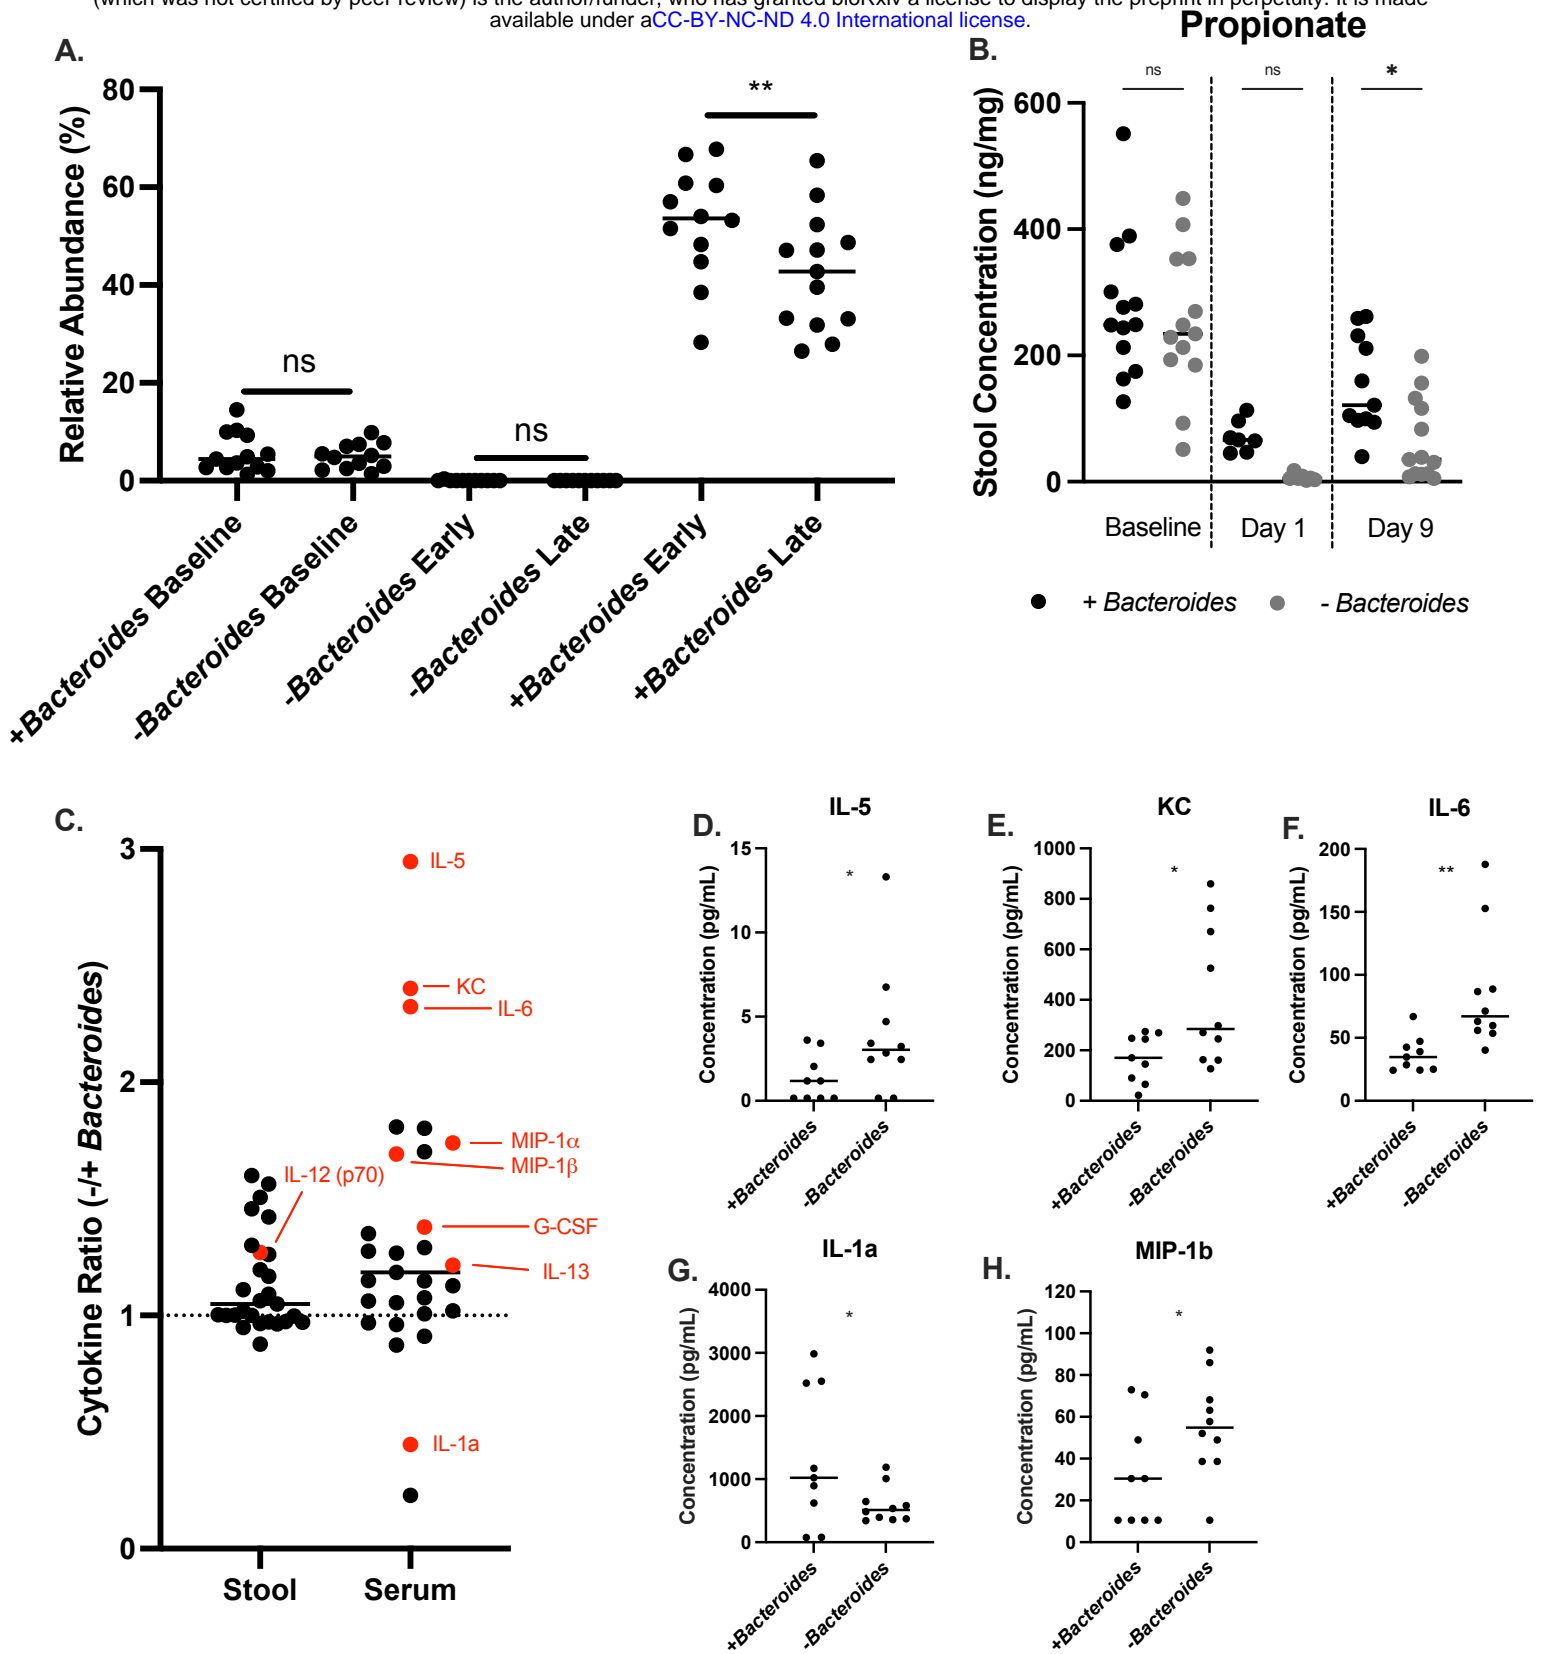 (which was not certified by peer review) is the author/funder, who has granted bioRxiv a license to display the preprint in perpetuity. It is made
available under aCC-BY-NC-ND 4.0 International license.
A.
Relative Abundance (%)
80
60
40
20
0
ns
ns
**
+Bacteroides Baseline
-Bacteroides Baseline
-Bacteroides Early
-Bacteroides Late
+Bacteroides Early
+Bacteroides Late
B.
Propionate
Stool Concentration (ng/mg)
600
400
200
0
ns
ns
*
Baseline
Day 1
Day 9
+ Bacteroides
- Bacteroides
C.
Cytokine Ratio (-/+ Bacteroides)
3
2
1
0
IL-5
KC
IL-6
MIP-1α
MIP-1β
IL-12 (p70)
G-CSF
IL-13
IL-1a
Stool
Serum
D.
IL-5
Concentration (pg/mL)
15
10
5
0
*
+Bacteroides
-Bacteroides
E.
KC
Concentration (pg/mL)
1000
800
600
400
200
0
*
+Bacteroides
-Bacteroides
F.
IL-6
Concentration (pg/mL)
200
150
100
50
0
**
+Bacteroides
-Bacteroides
G.
IL-1a
Concentration (pg/mL)
4000
3000
2000
1000
0
*
+Bacteroides
-Bacteroides
H.
MIP-1b
Concentration (pg/mL)
120
100
80
60
40
20
0
*
+Bacteroides
-Bacteroides